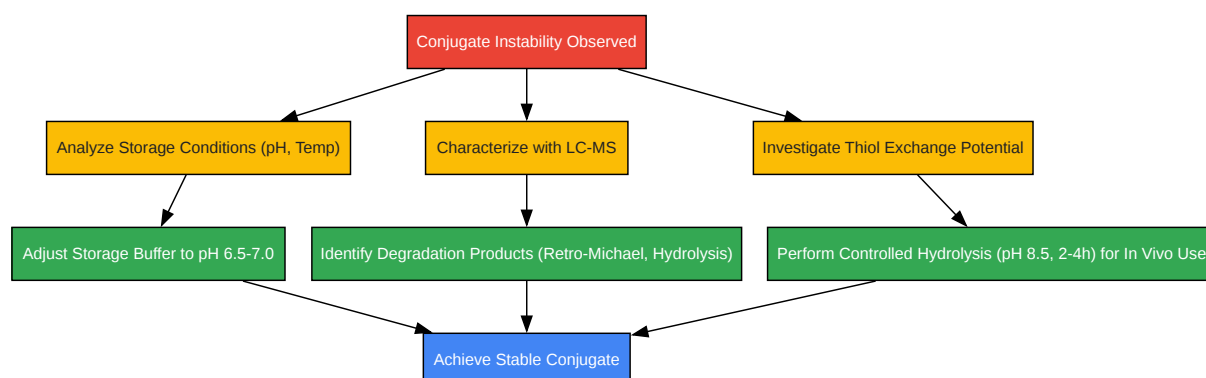 Conjugate Instability Observed
Analyze Storage Conditions (pH, Temp)
Characterize with LC-MS
Investigate Thiol Exchange Potential
Adjust Storage Buffer to pH 6.5-7.0
Identify Degradation Products (Retro-Michael, Hydrolysis)
Perform Controlled Hydrolysis (pH 8.5, 2-4h) for In Vivo Use
Achieve Stable Conjugate